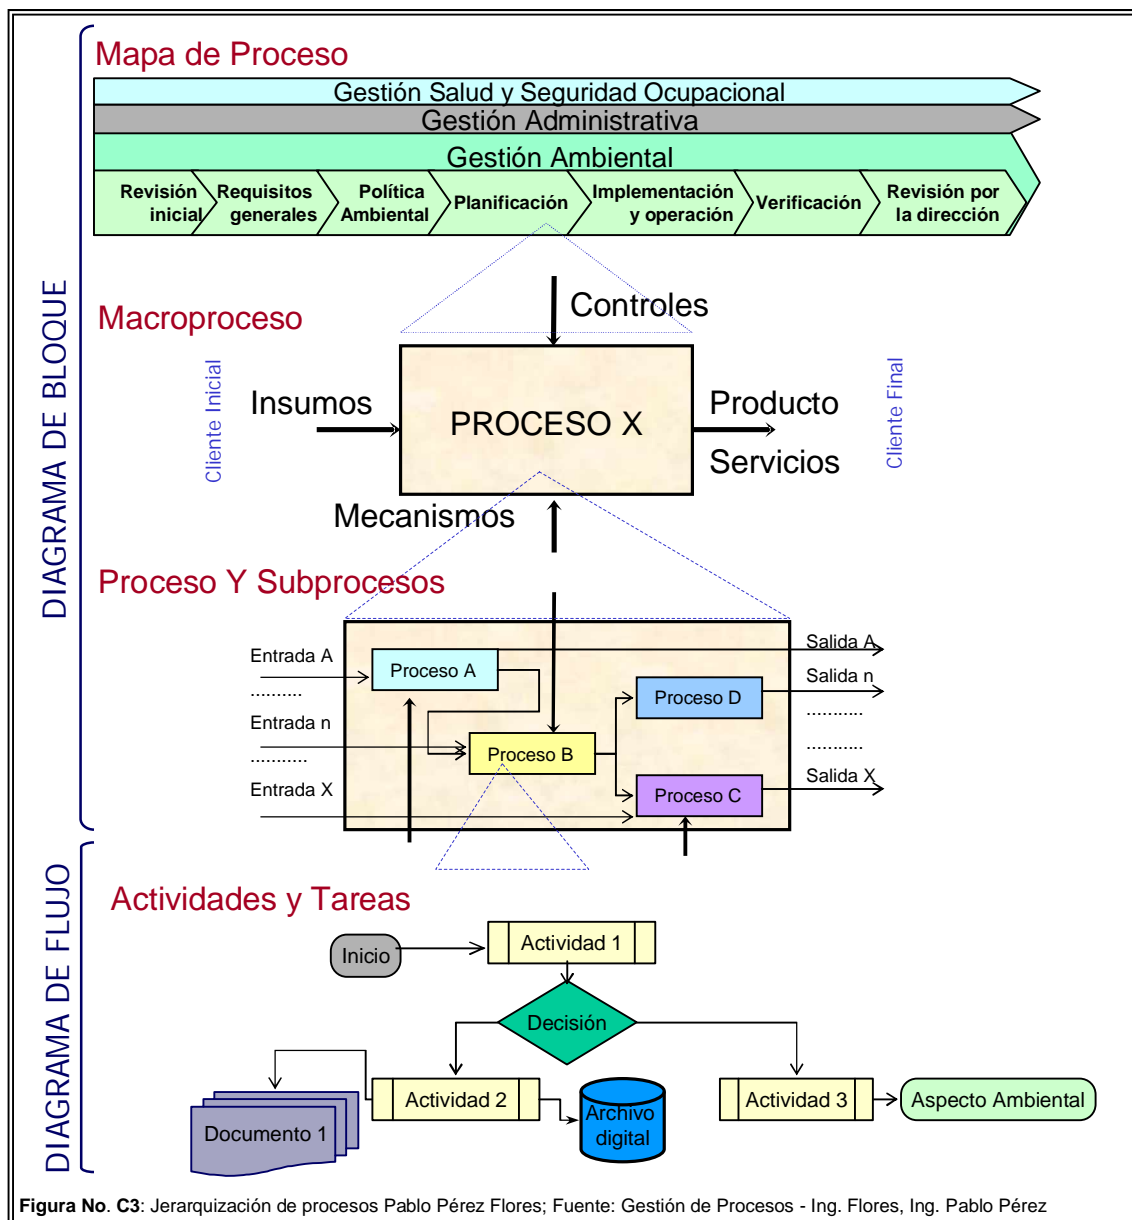 DIAGRAMA DE BLOQUE
Mapa de Proceso
Gestión Salud y Seguridad Ocupacional
Gestión Administrativa
Gestión Ambiental
Revisión
inicial
Requisitos
generales
Política
Ambiental
Planificación
Implementación
y operación
Verificación
Revisión por
la dirección
Macroproceso
Controles
Cliente Inicial
Insumos
PROCESO X
Producto
Servicios
Cliente Final
Mecanismos
Proceso Y Subprocesos
Entrada A
..........
Entrada n
..........
Entrada X
Proceso A
Proceso B
Proceso D
Proceso C
Salida A
Salida n
...........
...........
Salida X
DIAGRAMA DE FLUJO
Actividades y Tareas
Inicio
Actividad 1
Decisión
Actividad 2
Documento 1
Archivo
digital
Actividad 3
Aspecto Ambiental
Figura No. C3: Jerarquización de procesos Pablo Pérez Flores; Fuente: Gestión de Procesos - Ing. Flores, Ing. Pablo Pérez